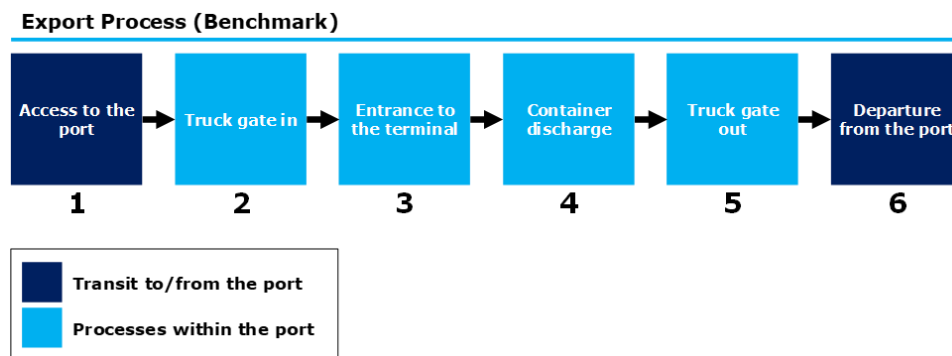 Export Process (Benchmark)
Access to the
port
Truck gate in
Entrance to
the terminal
Container
discharge
Truck gate
out
Departure
from the port
1
2
3
4
5
6
Transit to/from the port
Processes within the port